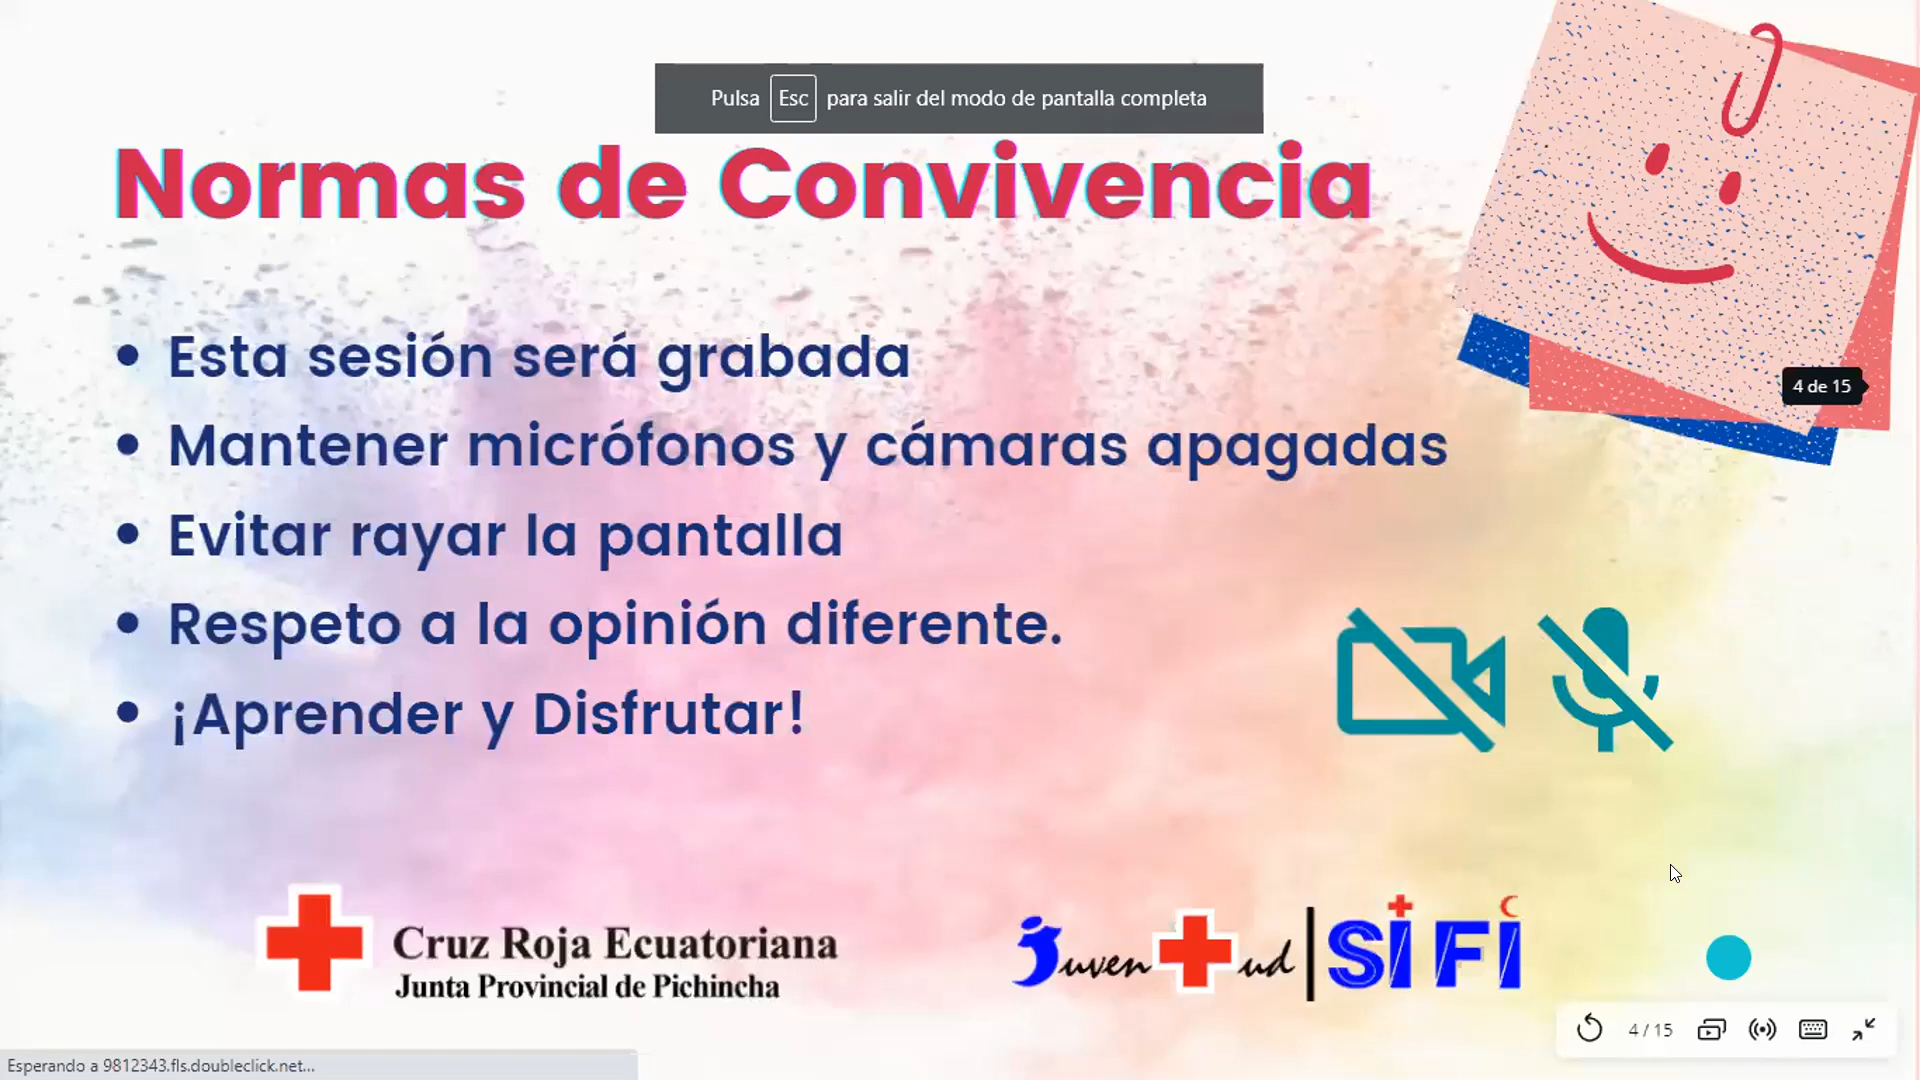 Pulsa Esc para salir del modo de pantalla completa
Normas de Convivencia
4 de 15
• Esta sesión será grabada
• Mantener micrófonos y cámaras apagadas
• Evitar rayar la pantalla
• Respeto a la opinión diferente.
• ¡Aprender y Disfrutar!
Cruz Roja Ecuatoriana
Junta Provincial de Pichincha
Juventud | SIFI
4 / 15
Esperando a 9812343.fls.doubleclick.net...